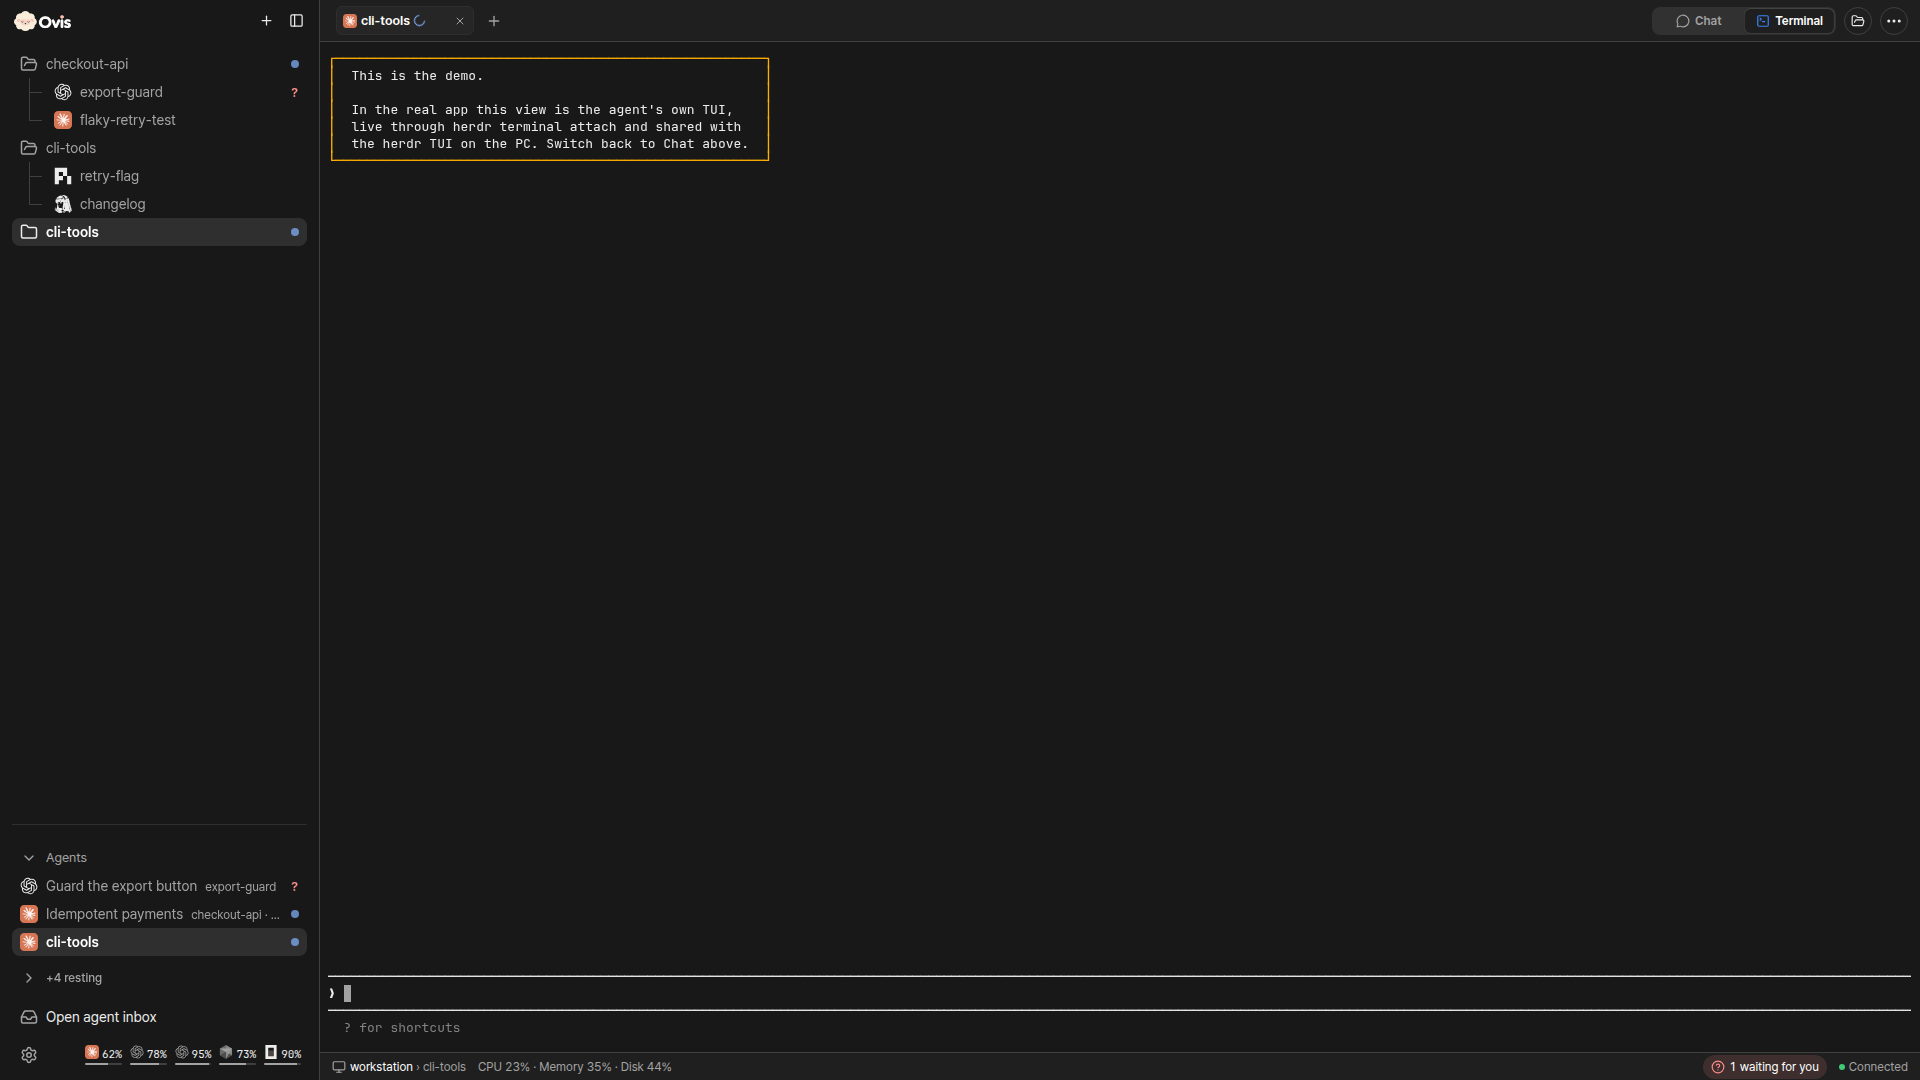 Ovis
checkout-api
export-guard ?
flaky-retry-test
cli-tools
retry-flag
changelog
cli-tools
Agents
Guard the export button export-guard ?
Idempotent payments checkout-api · ...
cli-tools
+4 resting
Open agent inbox
62% 78% 95% 73% 90%
cli-tools
Chat Terminal
This is the demo.
In the real app this view is the agent's own TUI,
live through herdr terminal attach and shared with
the herdr TUI on the PC. Switch back to Chat above.
❯
? for shortcuts
workstation › cli-tools CPU 23% · Memory 35% · Disk 44%
1 waiting for you Connected